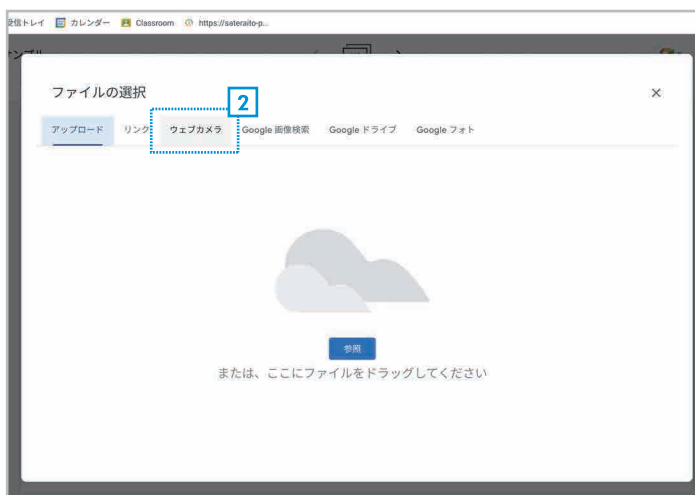 受信トレイ カレンダー Classroom https://sateraito-p...
ファイルの選択
2
アップロード リンク ウェブカメラ Google 画像検索 Google ドライブ Google フォト
参照
または、ここにファイルをドラッグしてください